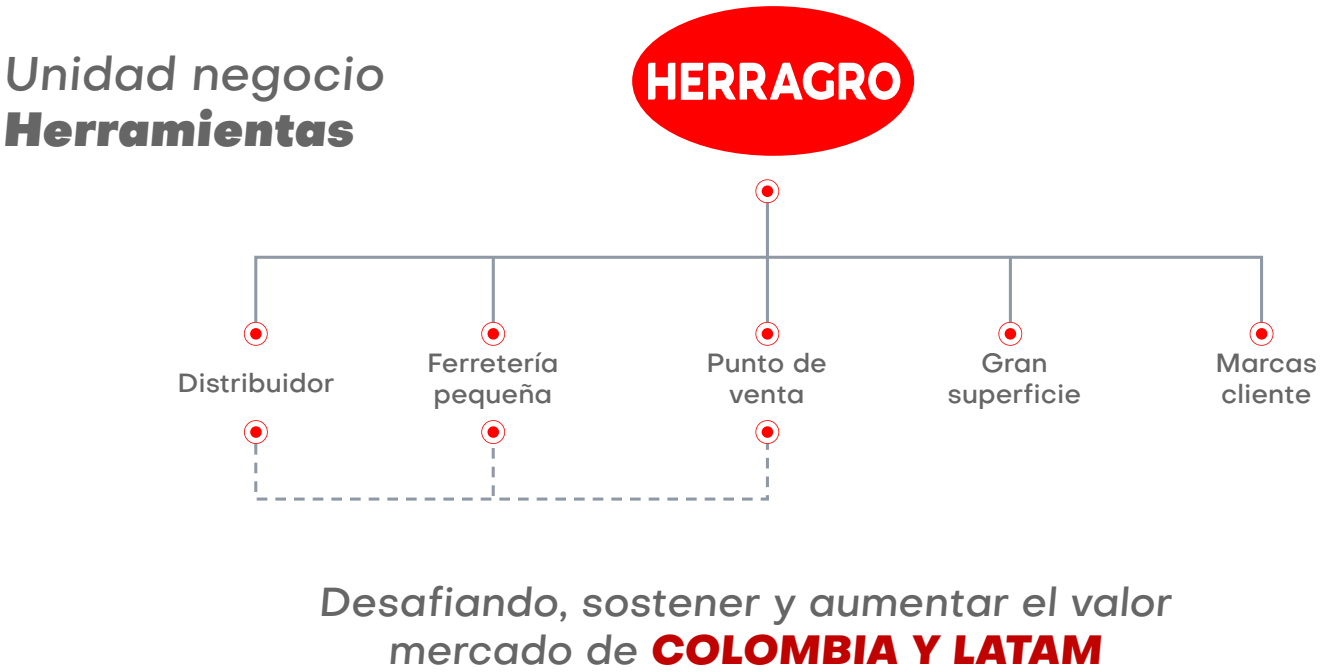 Unidad negocio
Herramientas
HERRAGRO
Distribuidor
Ferretería
pequeña
Punto de
venta
Gran
superficie
Marcas
cliente
Desafiando, sostener y aumentar el valor
mercado de COLOMBIA Y LATAM